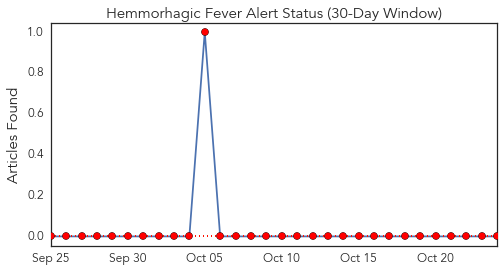 Hemmorhagic Fever Alert Status (30-Day Window)
Articles Found
1.0
0.8
0.6
0.4
0.2
0.0
Sep 25 Sep 30 Oct 05 Oct 10 Oct 15 Oct 20